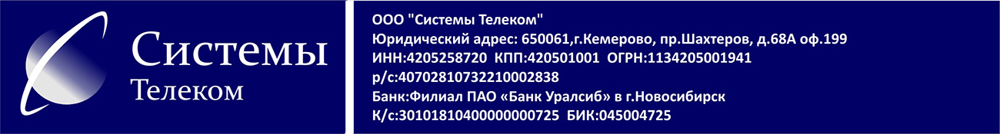 Системы
Телеком
ООО "Системы Телеком"
Юридический адрес: 650061,г.Кемерово, пр.Шахтеров, д.68А оф.199
ИНН:4205258720 КПП:420501001 ОГРН:1134205001941
р/с:40702810732210002838
Банк:Филиал ПАО «Банк Уралсиб» в г.Новосибирск
К/с:30101810400000000725 БИК:045004725